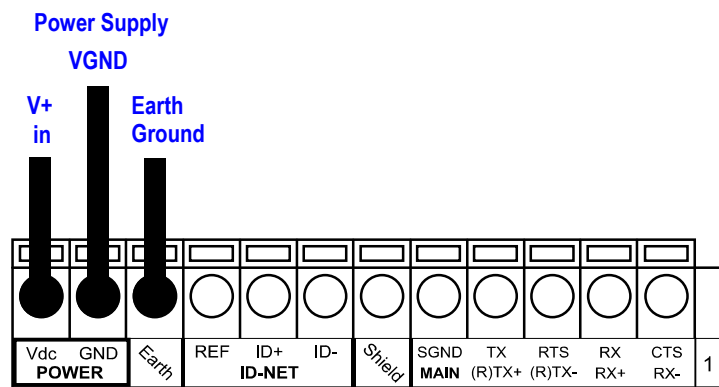 Power Supply
VGND
V+
in
Earth
Ground
Vdc GND Earth REF ID+ ID- Shield SGND TX RTS RX CTS 1
POWER ID-NET MAIN (R)TX+ (R)TX- RX+ RX-